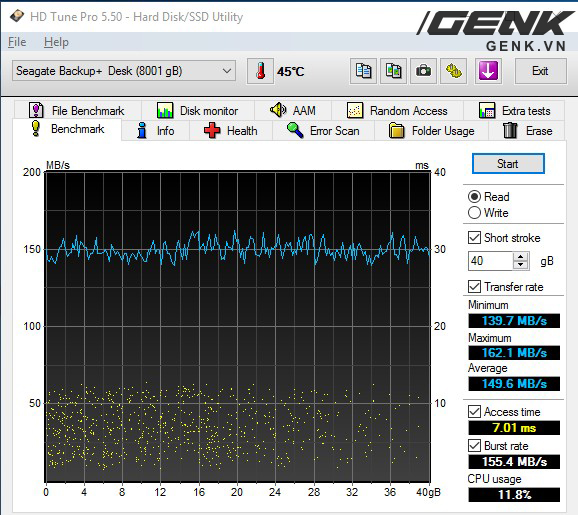 HD Tune Pro 5.50 - Hard Disk/SSD Utility
GENK
GENK.VN
File Help
Seagate Backup+ Desk (8001 gB)
45°C
Exit
File Benchmark Disk monitor AAM Random Access Extra tests
Benchmark Info Health Error Scan Folder Usage Erase
MB/s ms
200 40
150 30
100 20
50 10
0 4 8 12 16 20 24 28 32 36 40gB
Start
Read
Write
Short stroke
40 gB
Transfer rate
Minimum
139.7 MB/s
Maximum
162.1 MB/s
Average
149.6 MB/s
Access time
7.01 ms
Burst rate
155.4 MB/s
CPU usage
11.8%